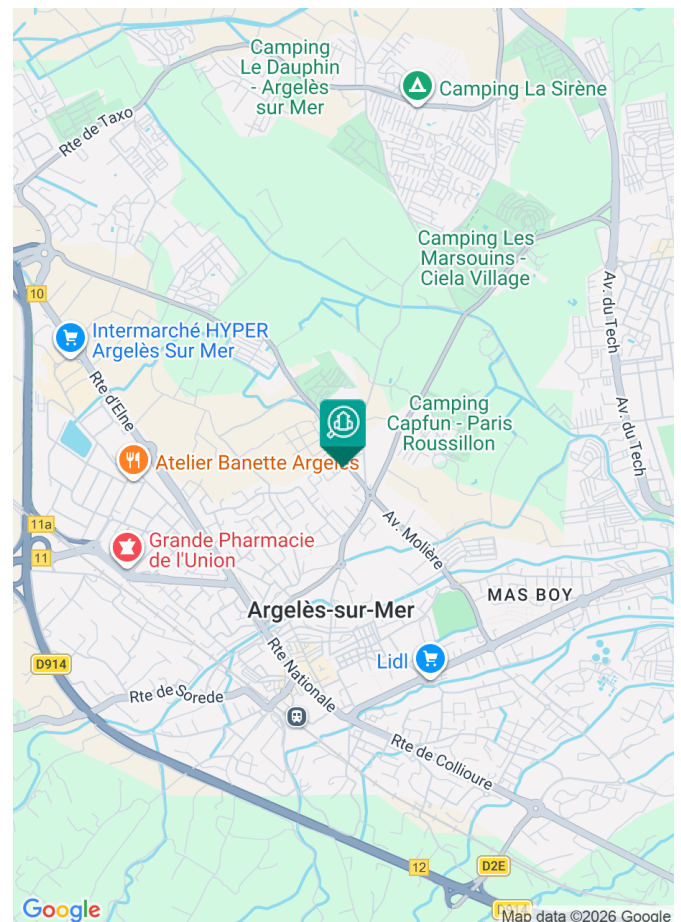 Camping
Le Dauphin
- Argelès
sur Mer
Camping La Sirène
Rte de Taxo
Camping Les
Marsouins -
Ciela Village
Av. du Tech
10
Intermarché HYPER
Argelès Sur Mer
Rte d'Elne
Camping
Capfun - Paris
Roussillon
Av. du Tech
Atelier Banette Argelès
11a
11
Grande Pharmacie
de l'Union
Av. Molière
MAS BOY
Argelès-sur-Mer
Lidl
D914
Rte Nationale
Rte de Sorede
Rte de Collioure
12
D2E
D914
Google
Map data ©2026 Google